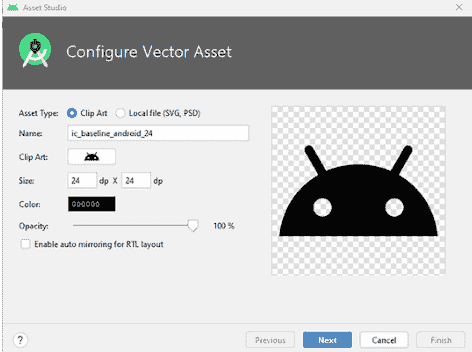 Asset Studio
Configure Vector Asset
Asset Type: Clip Art Local file (SVG, PSD)
Name: ic_baseline_android_24
Clip Art:
Size: 24 dp X 24 dp
Color: 000000
Opacity: 100 %
Enable auto mirroring for RTL layout
? Previous Next Cancel Finish